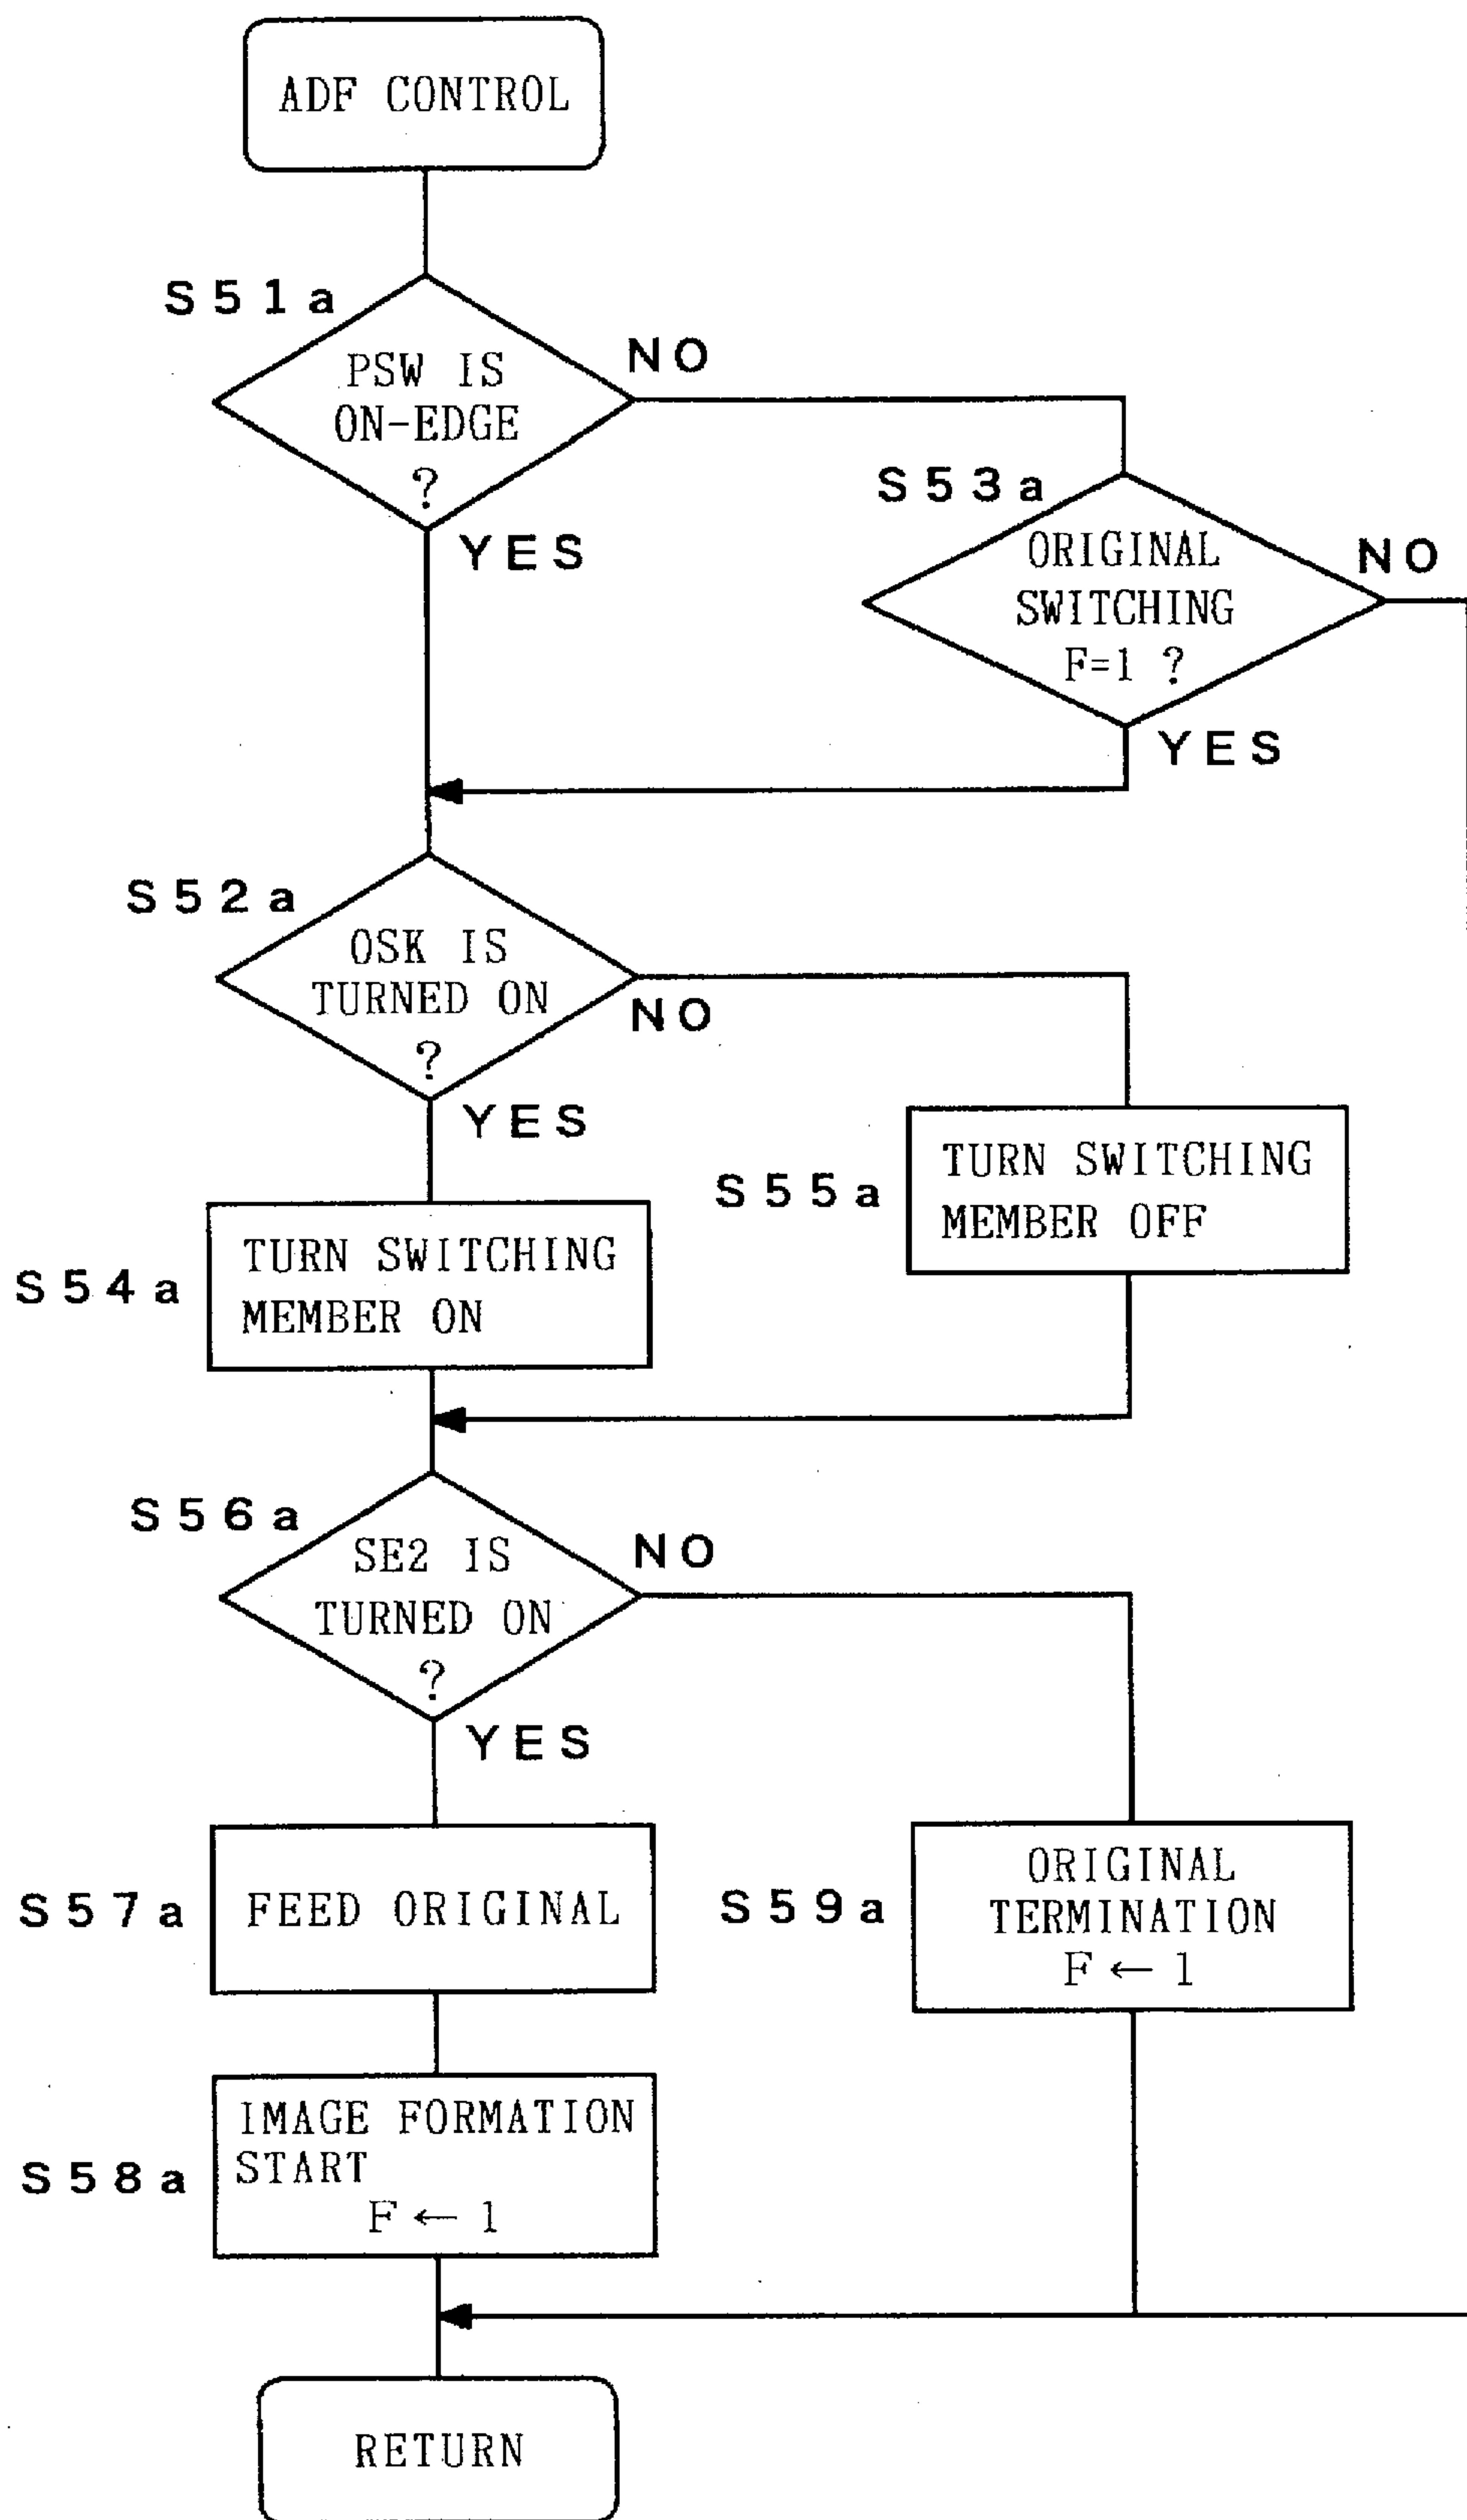 ADF CONTROL
S51a
PSW IS
ON-EDGE
?
NO
YES
S53a
ORIGINAL
SWITCHING
F=1 ?
NO
YES
S52a
OSK IS
TURNED ON
?
NO
YES
S55a
TURN SWITCHING
MEMBER OFF
S54a
TURN SWITCHING
MEMBER ON
S56a
SE2 IS
TURNED ON
?
NO
YES
S57a
FEED ORIGINAL
S59a
ORIGINAL
TERMINATION
F ← 1
S58a
IMAGE FORMATION
START
F ← 1
RETURN